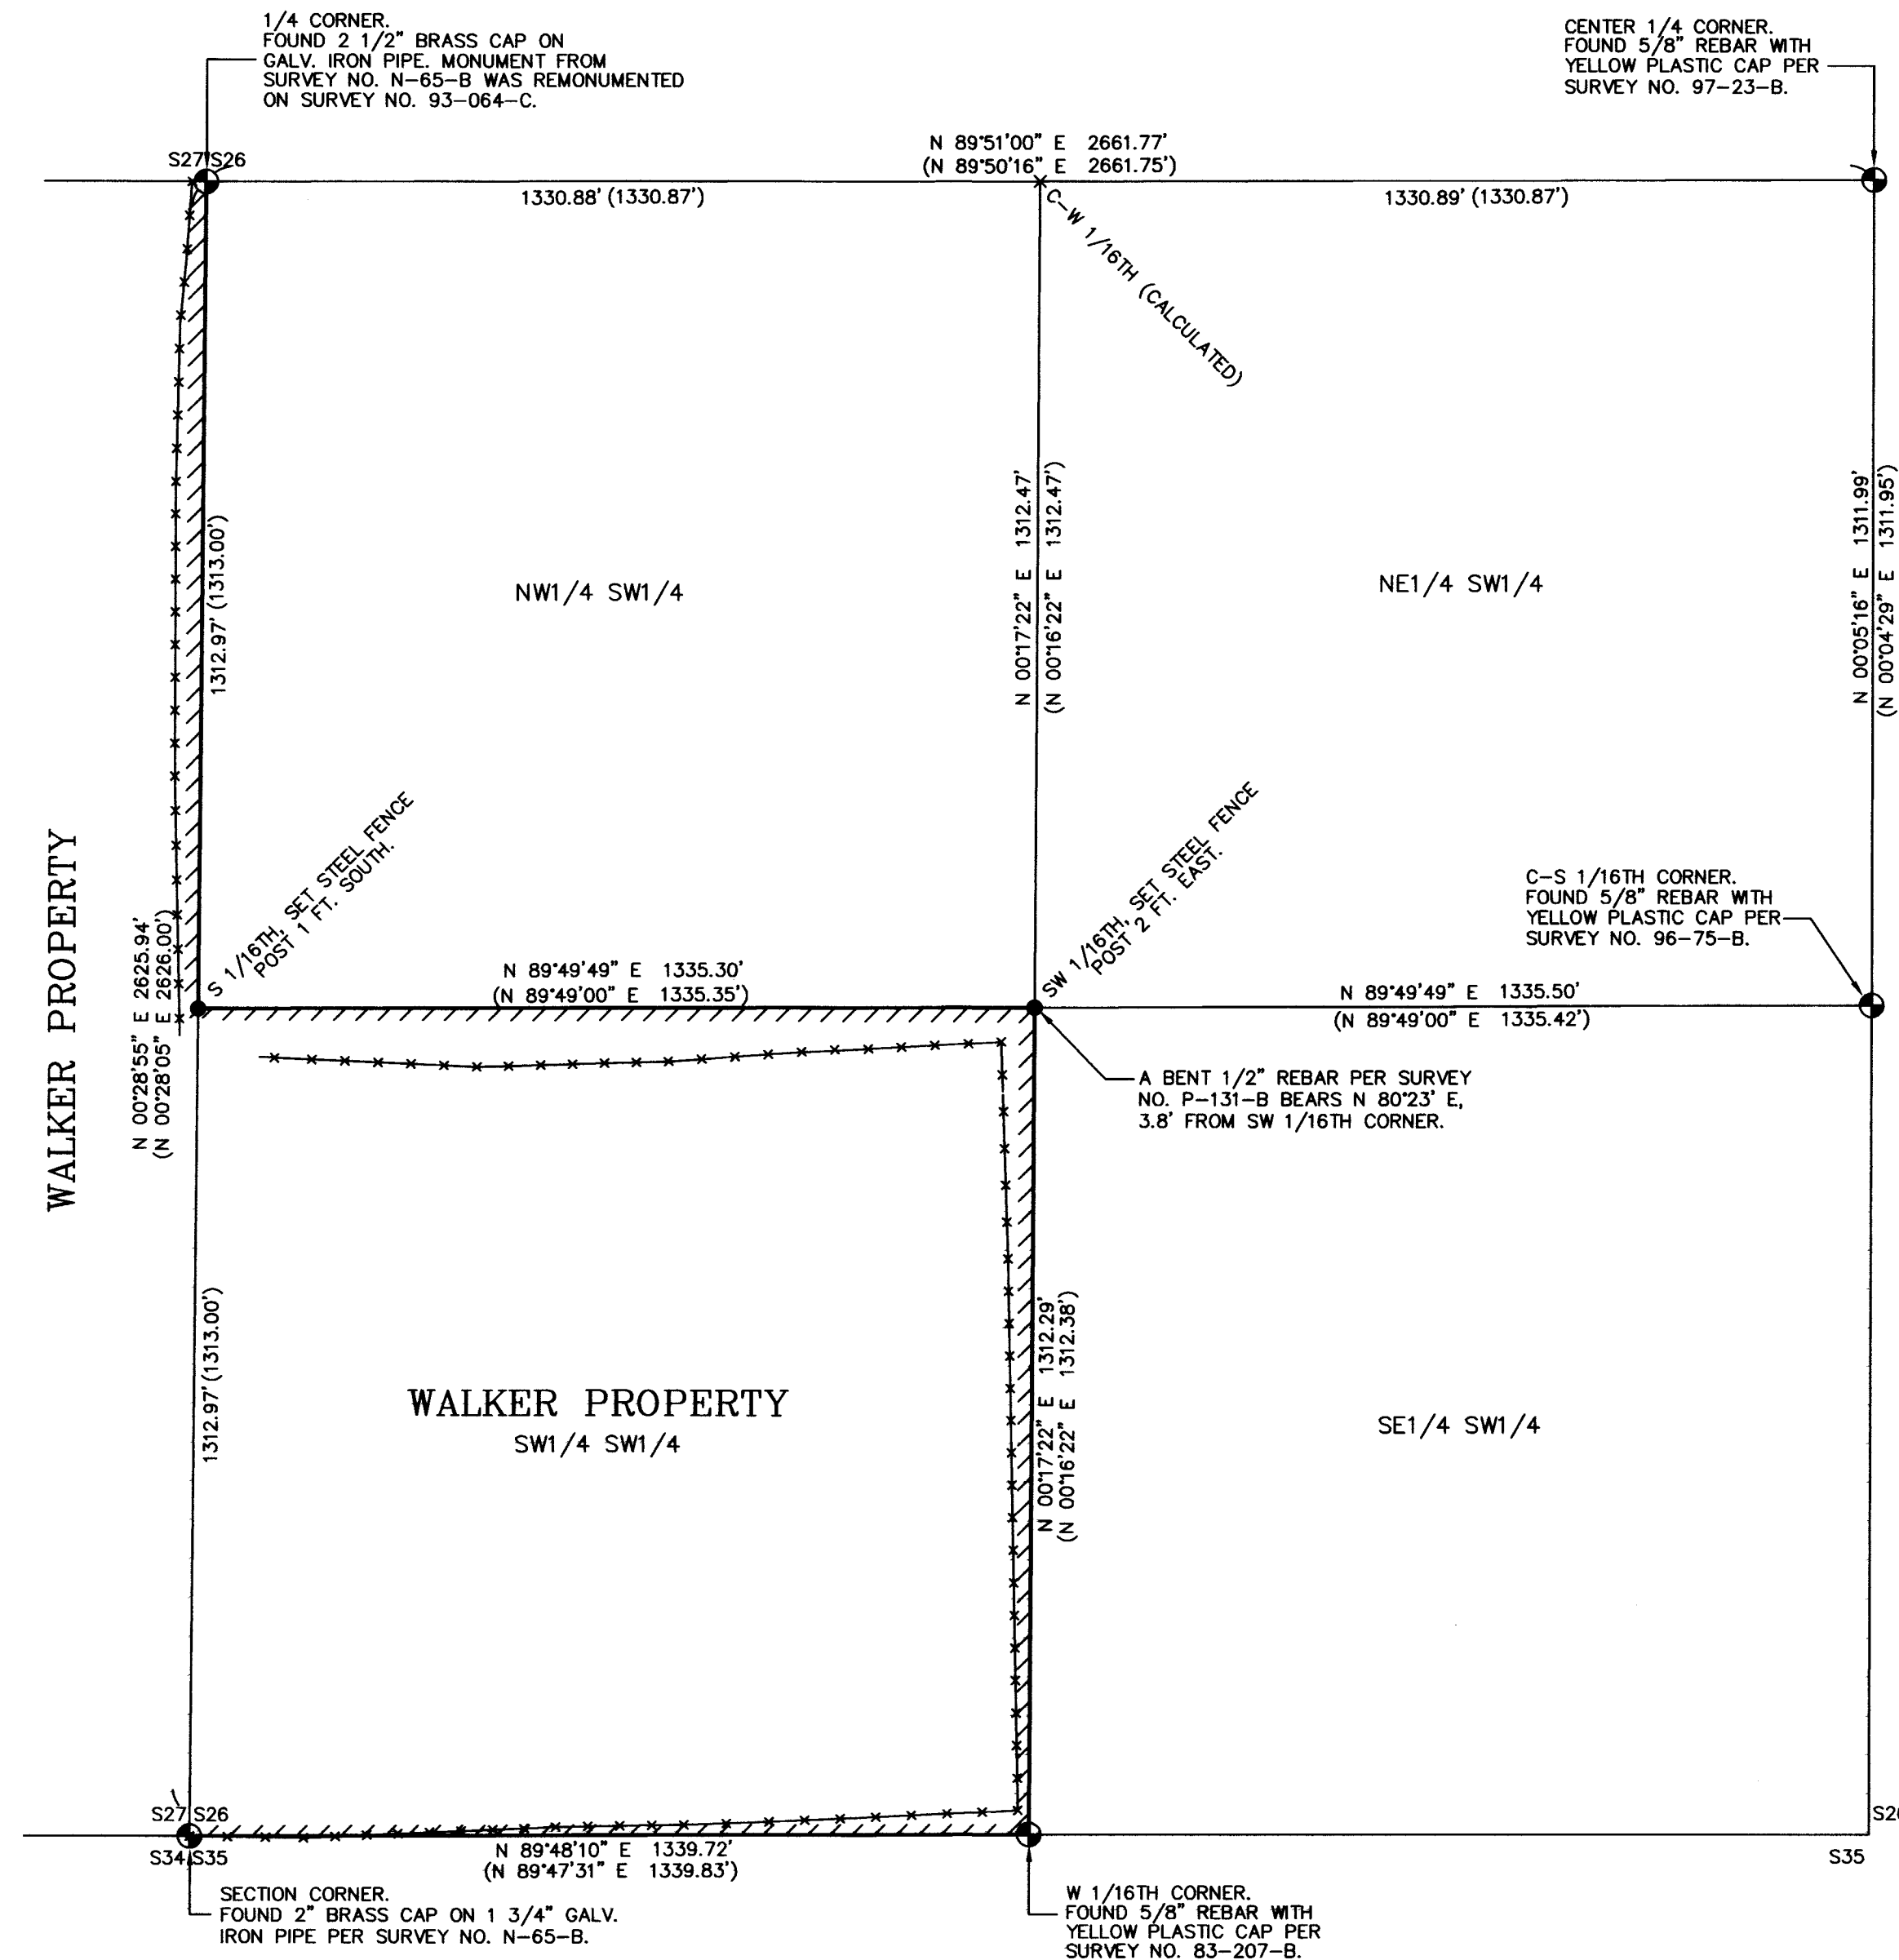 1/4 CORNER.
FOUND 2 1/2" BRASS CAP ON
GALV. IRON PIPE. MONUMENT FROM
SURVEY NO. N-65-B WAS REMONUMENTED
ON SURVEY NO. 93-064-C.
CENTER 1/4 CORNER.
FOUND 5/8" REBAR WITH
YELLOW PLASTIC CAP PER
SURVEY NO. 97-23-B.
S27 S26
N 89°51'00" E 2661.77'
(N 89°50'16" E 2661.75')
1330.88' (1330.87')
1330.89' (1330.87')
C-W 1/16TH (CALCULATED)
1312.97' (1313.00')
N 00°17'22" E 1312.47'
(N 00°16'22" E 1312.47')
N 00°05'16" E 1311.99'
(N 00°04'29" E 1311.95')
NW1/4 SW1/4
NE1/4 SW1/4
WALKER PROPERTY
N 00°28'55" E 2625.94'
(N 00°28'05" E 2626.00')
S 1/16TH, SET STEEL FENCE
POST 1 FT. SOUTH.
SW 1/16TH, SET STEEL FENCE
POST 2 FT. EAST.
C-S 1/16TH CORNER.
FOUND 5/8" REBAR WITH
YELLOW PLASTIC CAP PER
SURVEY NO. 96-75-B.
N 89°49'49" E 1335.30'
(N 89°49'00" E 1335.35')
N 89°49'49" E 1335.50'
(N 89°49'00" E 1335.42')
A BENT 1/2" REBAR PER SURVEY
NO. P-131-B BEARS N 80°23' E,
3.8' FROM SW 1/16TH CORNER.
1312.97' (1313.00')
N 00°17'22" E 1312.29'
(N 00°16'22" E 1312.38')
WALKER PROPERTY
SW1/4 SW1/4
SE1/4 SW1/4
S27 S26
S34 S35
N 89°48'10" E 1339.72'
(N 89°47'31" E 1339.83')
S35
SECTION CORNER.
FOUND 2" BRASS CAP ON 1 3/4" GALV.
IRON PIPE PER SURVEY NO. N-65-B.
W 1/16TH CORNER.
FOUND 5/8" REBAR WITH
YELLOW PLASTIC CAP PER
SURVEY NO. 83-207-B.